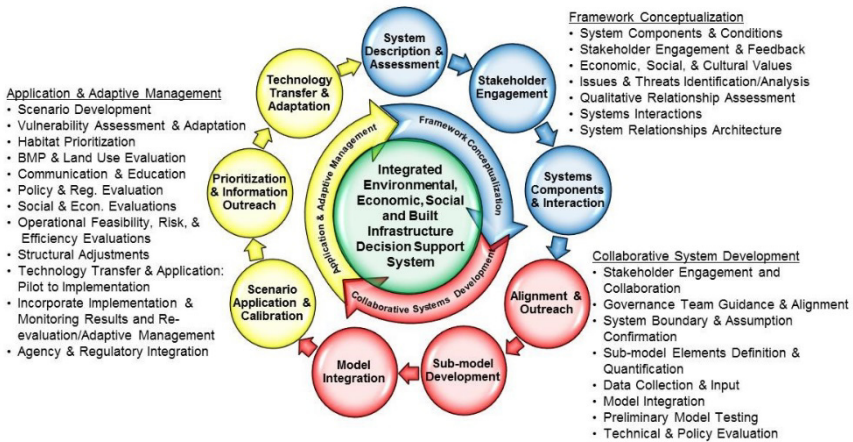 Framework Conceptualization
• System Components & Conditions
• Stakeholder Engagement & Feedback
• Economic, Social, & Cultural Values
• Issues & Threats Identification/Analysis
• Qualitative Relationship Assessment
• Systems Interactions
• System Relationships Architecture
Application & Adaptive Management
• Scenario Development
• Vulnerability Assessment & Adaptation
• Habitat Prioritization
• BMP & Land Use Evaluation
• Communication & Education
• Policy & Reg. Evaluation
• Social & Econ. Evaluations
• Operational Feasibility, Risk, &
Efficiency Evaluations
• Structural Adjustments
• Technology Transfer & Application:
Pilot to Implementation
• Incorporate Implementation &
Monitoring Results and Re-
evaluation/Adaptive Management
• Agency & Regulatory Integration
System
Description &
Assessment
Stakeholder
Engagement
Systems
Components
& Interaction
Alignment &
Outreach
Sub-model
Development
Model
Integration
Scenario
Application &
Calibration
Prioritization
& Information
Outreach
Technology
Transfer &
Adaptation
Framework Conceptualization
Collaborative Systems Development
Application & Adaptive Management
Integrated
Environmental,
Economic, Social
and Built
Infrastructure
Decision Support
System
Collaborative System Development
• Stakeholder Engagement and
Collaboration
• Governance Team Guidance & Alignment
• System Boundary & Assumption
Confirmation
• Sub-model Elements Definition &
Quantification
• Data Collection & Input
• Model Integration
• Preliminary Model Testing
• Technical & Policy Evaluation